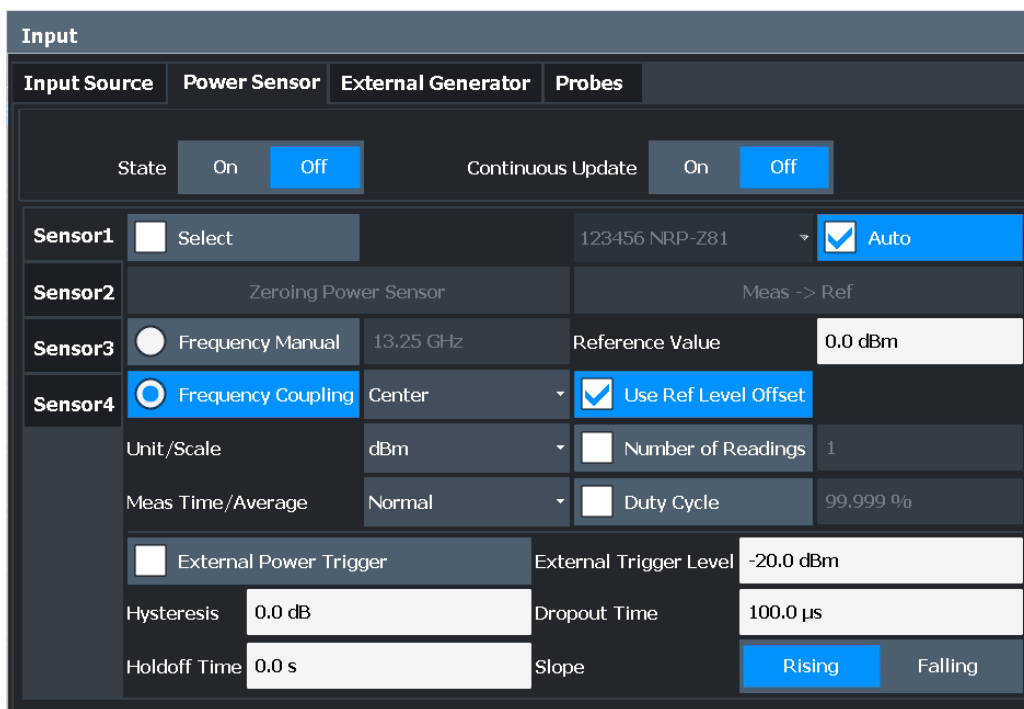 Input
Input Source Power Sensor External Generator Probes
State On Off Continuous Update On Off
Sensor1 Select 123456 NRP-Z81 Auto
Sensor2 Zeroing Power Sensor Meas -> Ref
Sensor3 Frequency Manual 13.25 GHz Reference Value 0.0 dBm
Sensor4 Frequency Coupling Center Use Ref Level Offset
Unit/Scale dBm Number of Readings 1
Meas Time/Average Normal Duty Cycle 99.999 %
External Power Trigger External Trigger Level -20.0 dBm
Hysteresis 0.0 dB Dropout Time 100.0 µs
Holdoff Time 0.0 s Slope Rising Falling